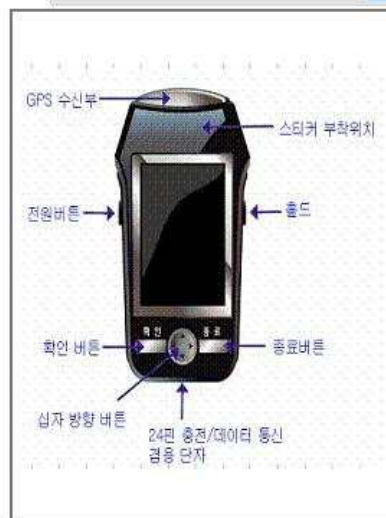 GPS 수신부
스티커 부착위치
전원버튼
홀드
확인
종료
확인 버튼
종료버튼
십자 방향 버튼
24핀 충전/데이터 통신
겸용 단자